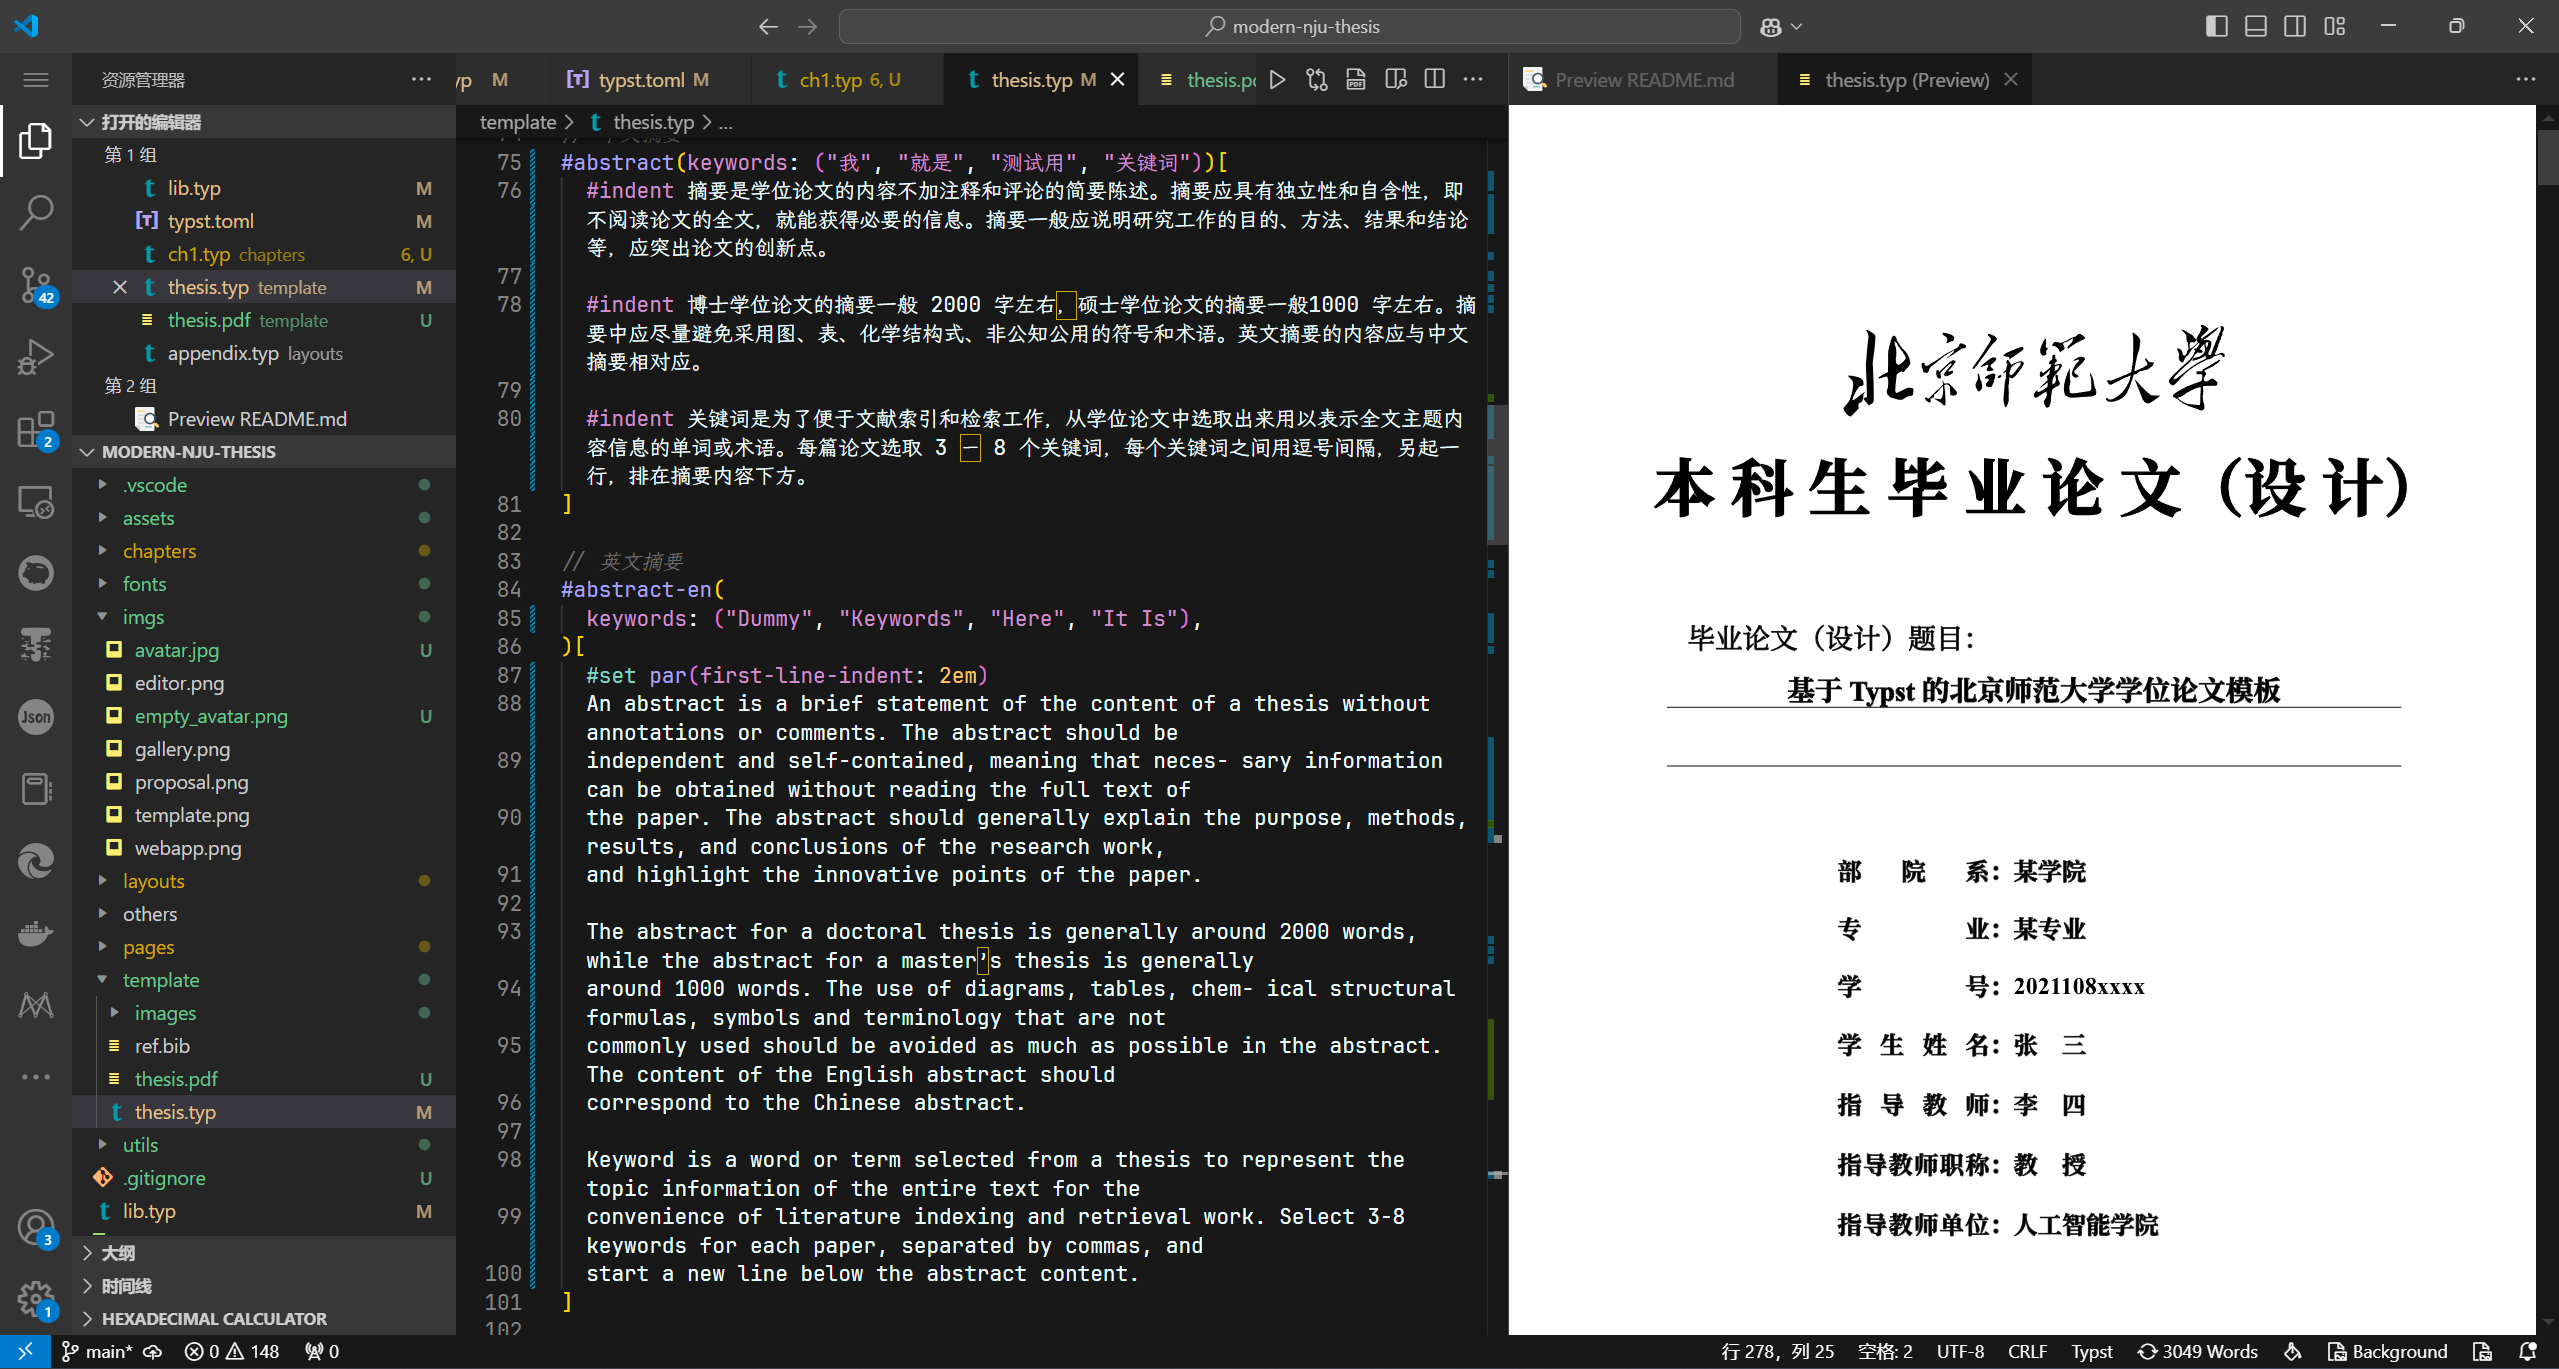 modern-nju-thesis
资源管理器
打开的编辑器
第 1 组
lib.typ M
typst.toml M
ch1.typ chapters 6, U
thesis.typ template M
thesis.pdf template U
appendix.typ layouts
第 2 组
Preview README.md
MODERN-NJU-THESIS
.vscode
assets
chapters
fonts
imgs
avatar.jpg U
editor.png
empty_avatar.png U
gallery.png
proposal.png
template.png
webapp.png
layouts
others
pages
template
images
ref.bib
thesis.pdf U
thesis.typ M
utils
.gitignore U
lib.typ M
大纲
时间线
HEXADECIMAL CALCULATOR
42
2
Json
3
1
yp M
[T] typst.toml M
ch1.typ 6, U
thesis.typ M
thesis.pc
PDF
template > thesis.typ > ...
75 #abstract(keywords: ("我", "就是", "测试用", "关键词"))[
76 #indent 摘要是学位论文的内容不加注释和评论的简要陈述。摘要应具有独立性和自含性，即
不阅读论文的全文，就能获得必要的信息。摘要一般应说明研究工作的目的、方法、结果和结论
等，应突出论文的创新点。
77
78 #indent 博士学位论文的摘要一般 2000 字左右，硕士学位论文的摘要一般1000 字左右。摘
要中应尽量避免采用图、表、化学结构式、非公知公用的符号和术语。英文摘要的内容应与中文
摘要相对应。
79
80 #indent 关键词是为了便于文献索引和检索工作，从学位论文中选取出来用以表示全文主题内
容信息的单词或术语。每篇论文选取 3 – 8 个关键词，每个关键词之间用逗号间隔，另起一
行，排在摘要内容下方。
81 ]
82
83 // 英文摘要
84 #abstract-en(
85 keywords: ("Dummy", "Keywords", "Here", "It Is"),
86 )[
87 #set par(first-line-indent: 2em)
88 An abstract is a brief statement of the content of a thesis without
annotations or comments. The abstract should be
89 independent and self-contained, meaning that neces- sary information
can be obtained without reading the full text of
90 the paper. The abstract should generally explain the purpose, methods,
results, and conclusions of the research work,
91 and highlight the innovative points of the paper.
92
93 The abstract for a doctoral thesis is generally around 2000 words,
while the abstract for a master’s thesis is generally
94 around 1000 words. The use of diagrams, tables, chem- ical structural
formulas, symbols and terminology that are not
95 commonly used should be avoided as much as possible in the abstract.
The content of the English abstract should
96 correspond to the Chinese abstract.
97
98 Keyword is a word or term selected from a thesis to represent the
topic information of the entire text for the
99 convenience of literature indexing and retrieval work. Select 3-8
keywords for each paper, separated by commas, and
100 start a new line below the abstract content.
101 ]
102
Preview README.md
thesis.typ (Preview)
北京師範大學
本科生毕业论文（设计）
毕业论文（设计）题目：
基于 Typst 的北京师范大学学位论文模板
部院系：某学院
专业：某专业
学号：2021108xxxx
学生姓名：张 三
指导教师：李 四
指导教师职称：教 授
指导教师单位：人工智能学院
main* 0 148 0
行 278，列 25 空格: 2 UTF-8 CRLF Typst 3049 Words Background